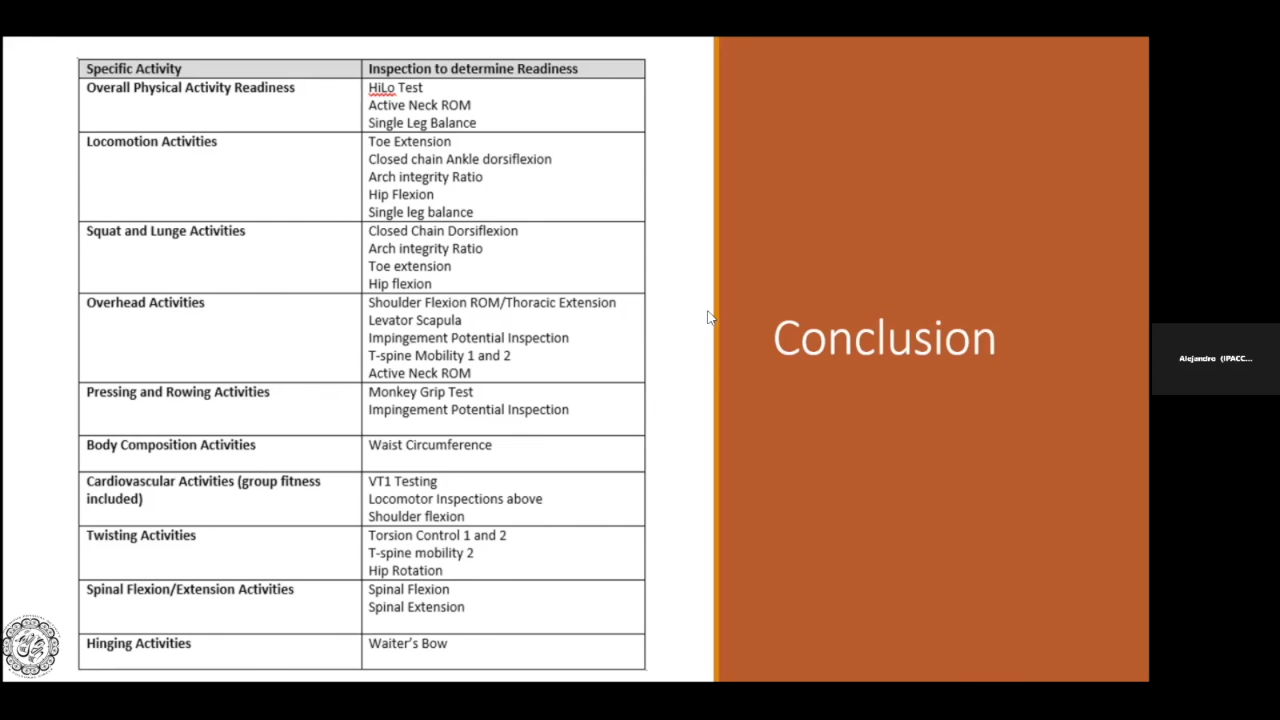 Specific Activity
Inspection to determine Readiness
Overall Physical Activity Readiness
HiLo Test
Active Neck ROM
Single Leg Balance
Locomotion Activities
Toe Extension
Closed chain Ankle dorsiflexion
Arch integrity Ratio
Hip Flexion
Single leg balance
Squat and Lunge Activities
Closed Chain Dorsiflexion
Arch integrity Ratio
Toe extension
Hip flexion
Overhead Activities
Shoulder Flexion ROM/Thoracic Extension
Levator Scapula
Impingement Potential Inspection
T-spine Mobility 1 and 2
Active Neck ROM
Pressing and Rowing Activities
Monkey Grip Test
Impingement Potential Inspection
Body Composition Activities
Waist Circumference
Cardiovascular Activities (group fitness
included)
VT1 Testing
Locomotor Inspections above
Shoulder flexion
Twisting Activities
Torsion Control 1 and 2
T-spine mobility 2
Hip Rotation
Spinal Flexion/Extension Activities
Spinal Flexion
Spinal Extension
Hinging Activities
Waiter's Bow
Conclusion
Alejandro (IPACC...